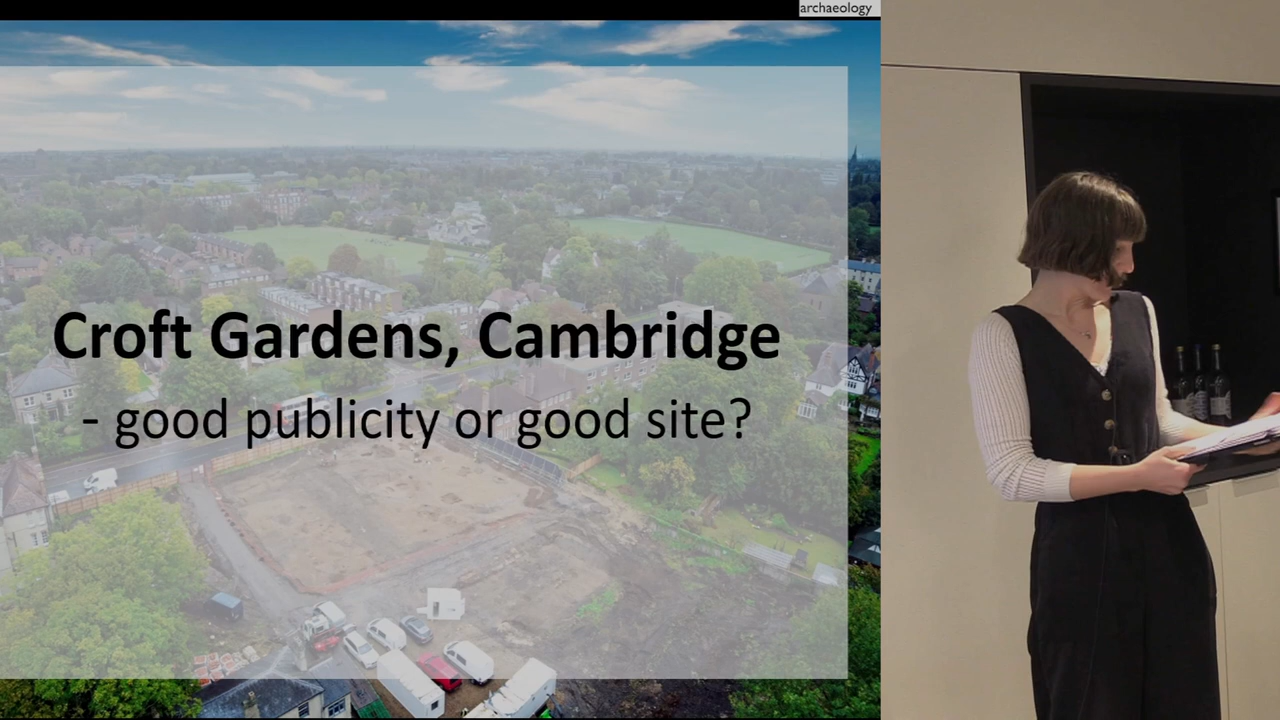 archaeology
Croft Gardens, Cambridge
- good publicity or good site?